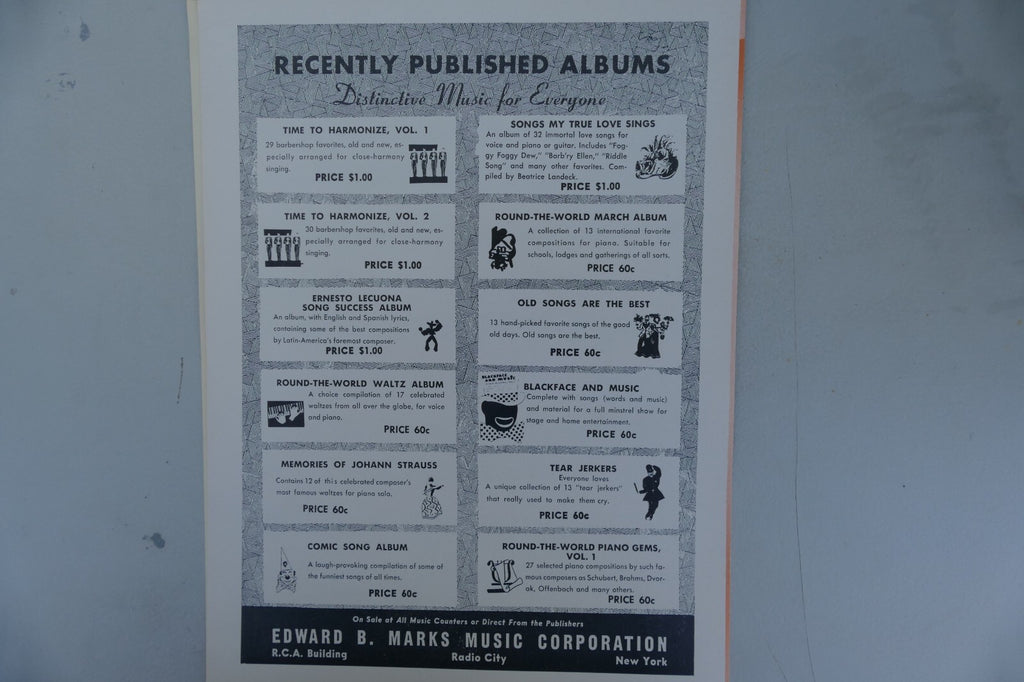 RECENTLY PUBLISHED ALBUMS
Distinctive Music for Everyone
TIME TO HARMONIZE, VOL. 1
29 barbershop favorites, old and new, es-
pecially arranged for close-harmony
singing.
PRICE $1.00
TIME TO HARMONIZE, VOL. 2
30 barbershop favorites, old and new, es-
pecially arranged for close-harmony
singing.
PRICE $1.00
ERNESTO LECUONA
SONG SUCCESS ALBUM
An album, with English and Spanish lyrics,
containing some of the best compositions
by Latin-America's foremost composer.
PRICE $1.00
ROUND-THE-WORLD WALTZ ALBUM
A choice compilation of 17 celebrated
waltzes from all over the globe, for voice
and piano.
PRICE 60c
MEMORIES OF JOHANN STRAUSS
Contains 12 of this celebrated composer's
most famous waltzes for piano solo.
PRICE 60c
COMIC SONG ALBUM
A laugh-provoking compilation of some of
the funniest songs of all times.
PRICE 60c
SONGS MY TRUE LOVE SINGS
An album of 32 immortal love songs for
voice and piano or guitar. Includes "Fog-
gy Foggy Dew," "Barb'ry Ellen," "Riddle
Song" and many other favorites. Com-
piled by Beatrice Landeck.
PRICE $1.00
ROUND-THE-WORLD MARCH ALBUM
A collection of 13 international favorite
compositions for piano. Suitable for
schools, lodges and gatherings of all sorts.
PRICE 60c
OLD SONGS ARE THE BEST
13 hand-picked favorite songs of the good
old days. Old songs are the best.
PRICE 60c
BLACKFACE and music
BLACKFACE AND MUSIC
Complete with songs (words and music)
and material for a full minstrel show for
stage and home entertainment.
PRICE 60c
TEAR JERKERS
Everyone loves
A unique collection of 13 "tear jerkers"
that really used to make them cry.
PRICE 60c
ROUND-THE-WORLD PIANO GEMS,
VOL. 1
27 selected piano compositions by such fa-
mous composers as Schubert, Brahms, Dvor-
ak, Offenbach and many others.
PRICE 60c
On Sale at All Music Counters or Direct From the Publishers
EDWARD B. MARKS MUSIC CORPORATION
R.C.A. Building Radio City New York